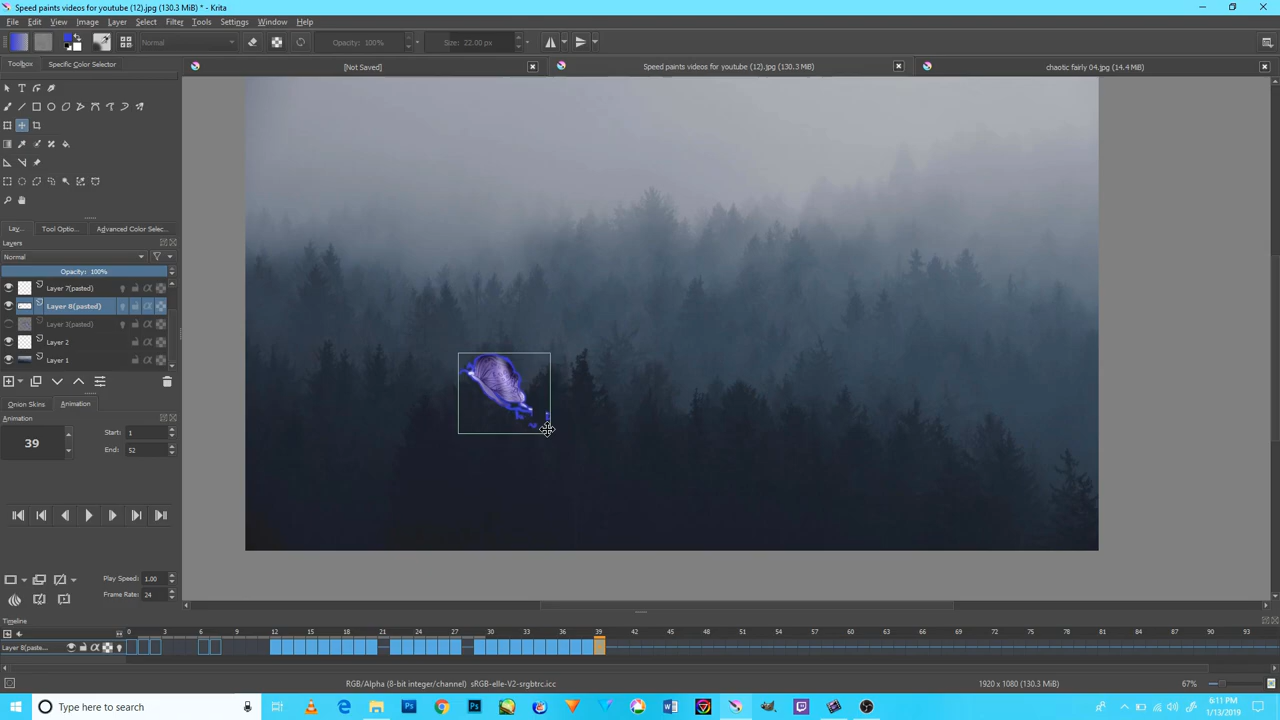 Speed paints videos for youtube (12).jpg (130.3 MiB) * - Krita
File Edit View Image Layer Select Filter Tools Settings Window Help
Normal Opacity: 100% Size: 22.00 px
Toolbox Specific Color Selector [Not Saved] Speed paints videos for youtube (12).jpg (130.3 MiB) chaotic fairly 04.jpg (14.4 MiB)
Lay... Tool Optio... Advanced Color Selec...
Layers
Normal
Opacity: 100%
Layer 7(pasted)
Layer 8(pasted)
Layer 3(pasted)
Layer 2
Layer 1
Onion Skins Animation
Animation
39 Start: 1
End: 52
Play Speed: 1.00
Frame Rate: 24
Timeline
0 3 6 9 12 15 18 21 24 27 30 33 36 39 42 45 48 51 54 57 60 63 66 69 72 75 78 81 84 87 90 93
Layer 8(paste...
RGB/Alpha (8-bit integer/channel) sRGB-elle-V2-srgbtrc.icc 1920 x 1080 (130.3 MiB) 67%
Type here to search 6:11 PM
1/13/2019